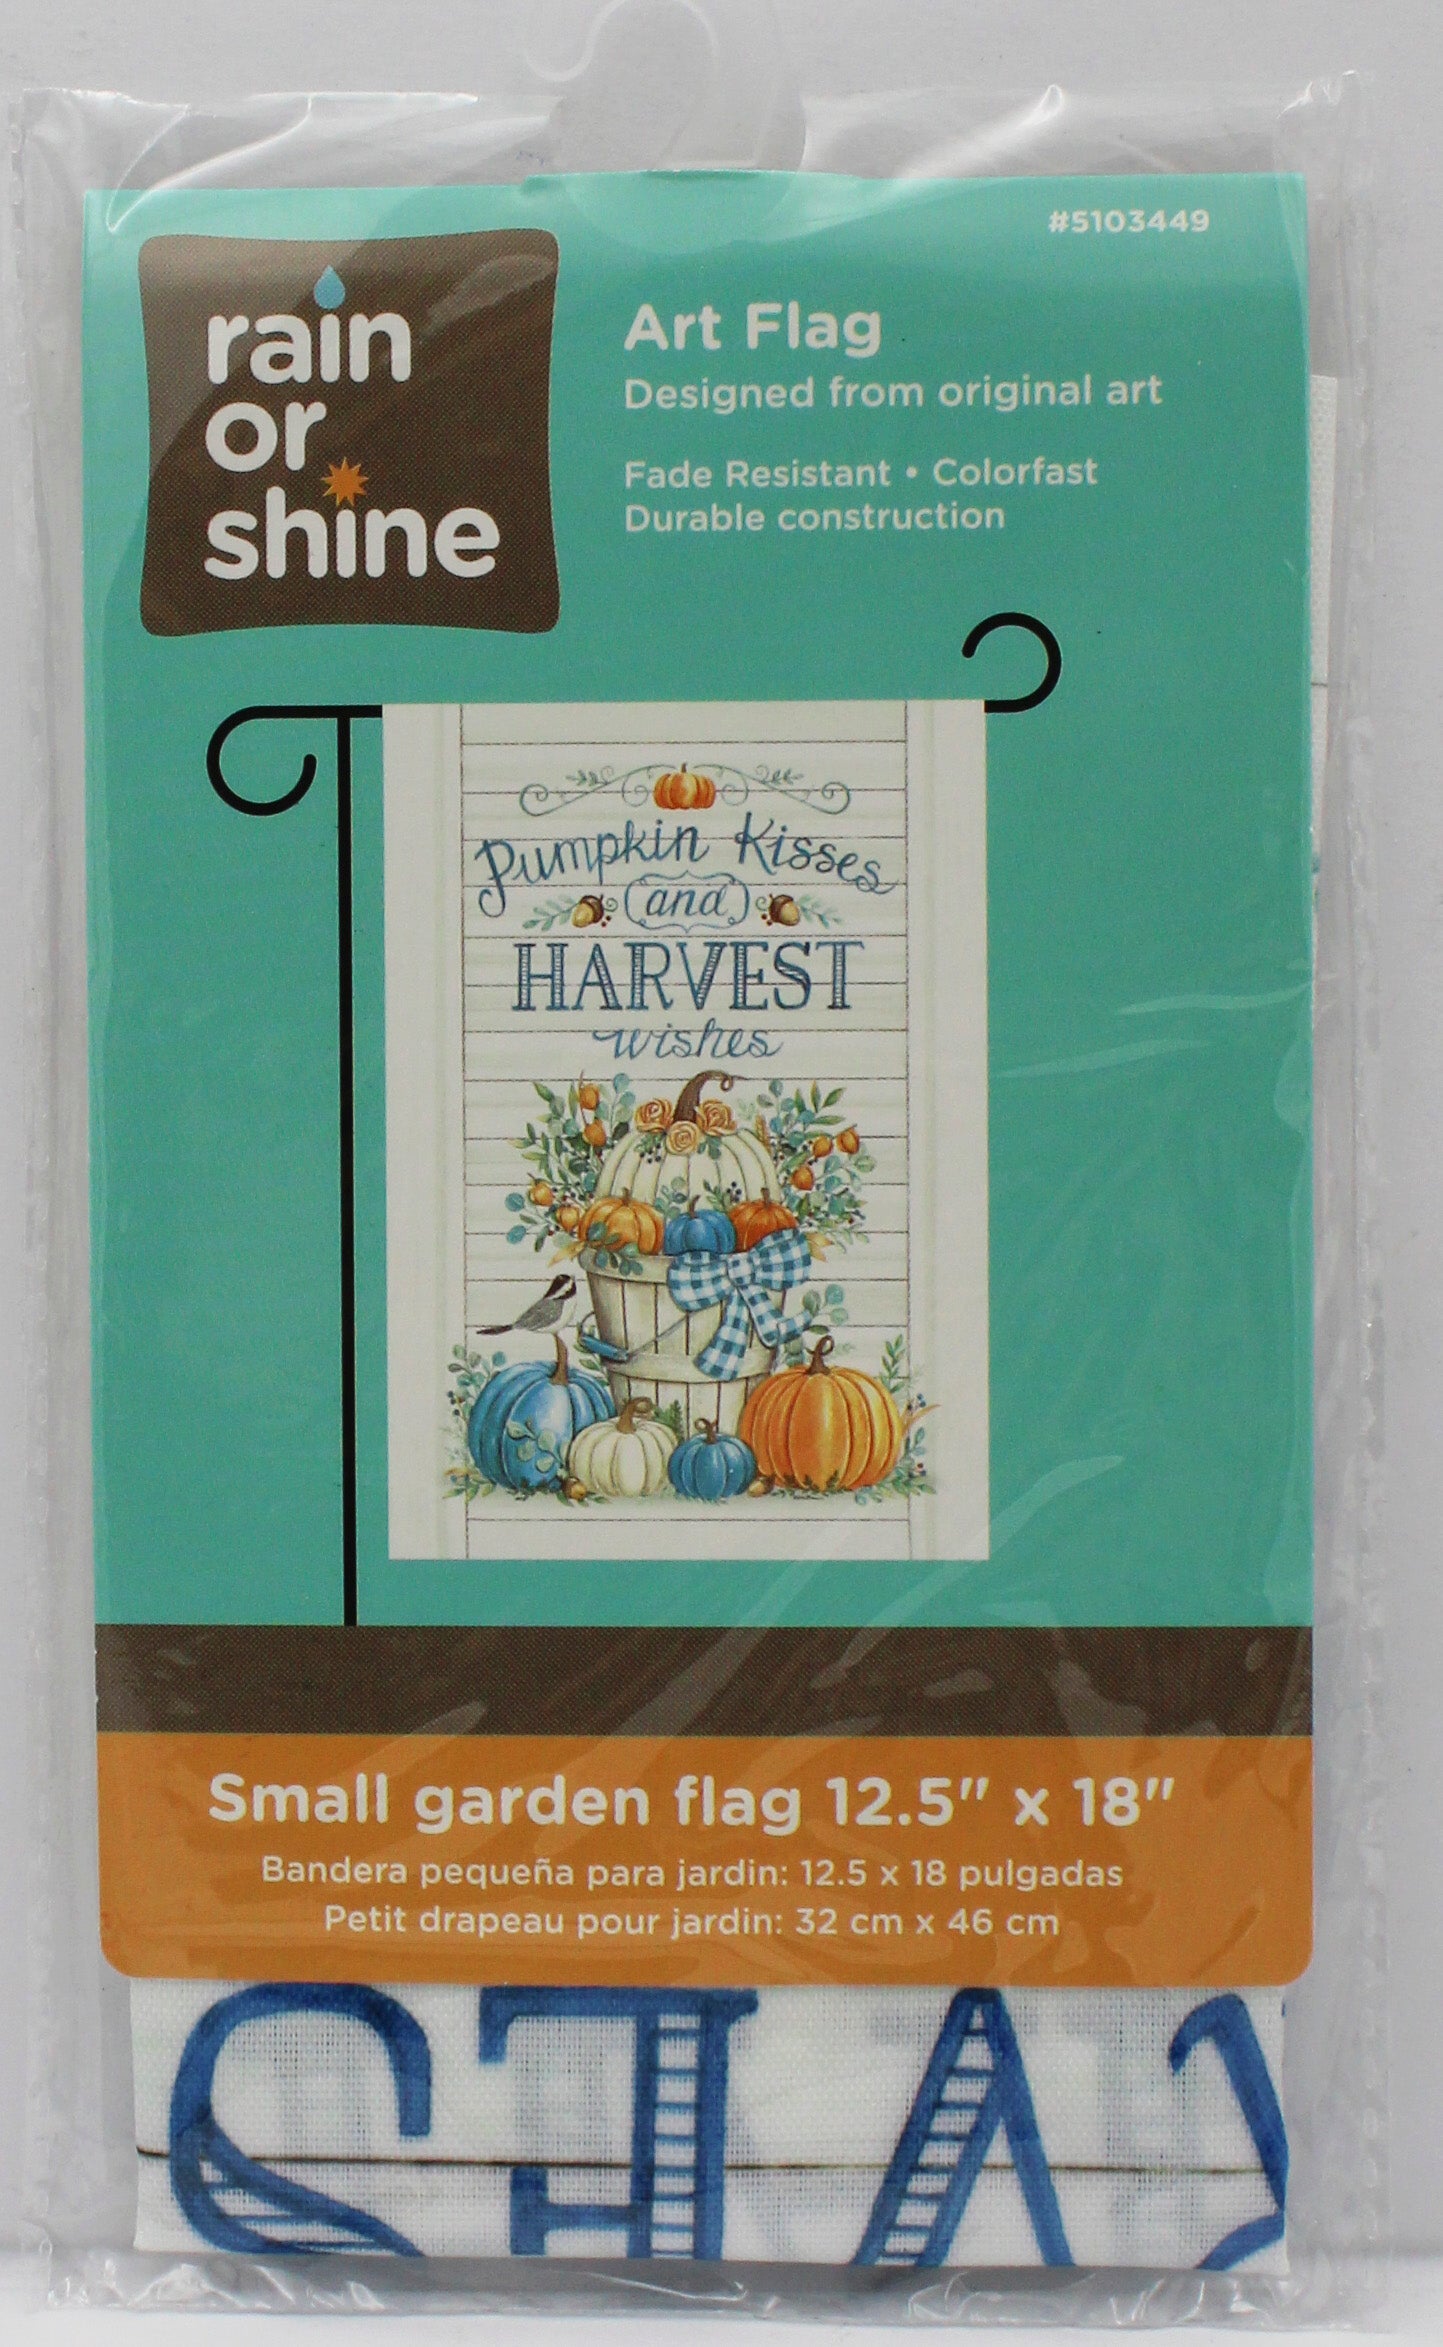 #5103449
rain
or
shine
Art Flag
Designed from original art
Fade Resistant • Colorfast
Durable construction
Pumpkin Kisses
and
HARVEST
wishes
Small garden flag 12.5" x 18"
Bandera pequeña para jardin: 12.5 x 18 pulgadas
Petit drapeau pour jardin: 32 cm x 46 cm